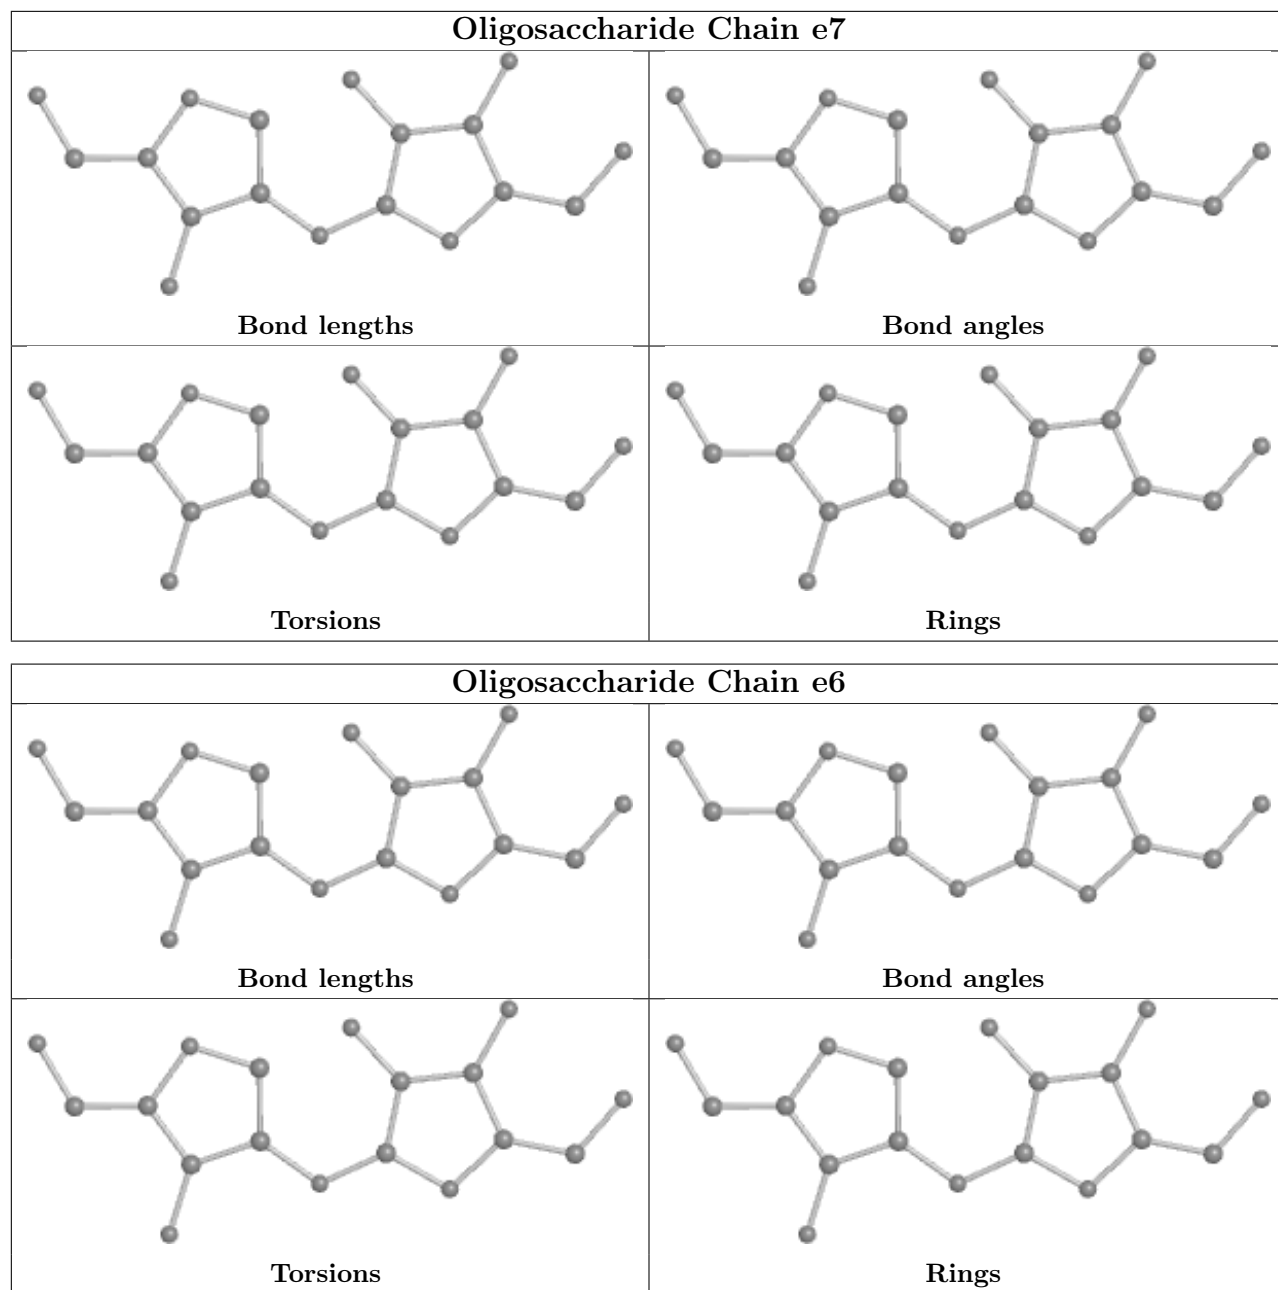 Oligosaccharide Chain e7
Bond lengths
Bond angles
Torsions
Rings
Oligosaccharide Chain e6
Bond lengths
Bond angles
Torsions
Rings